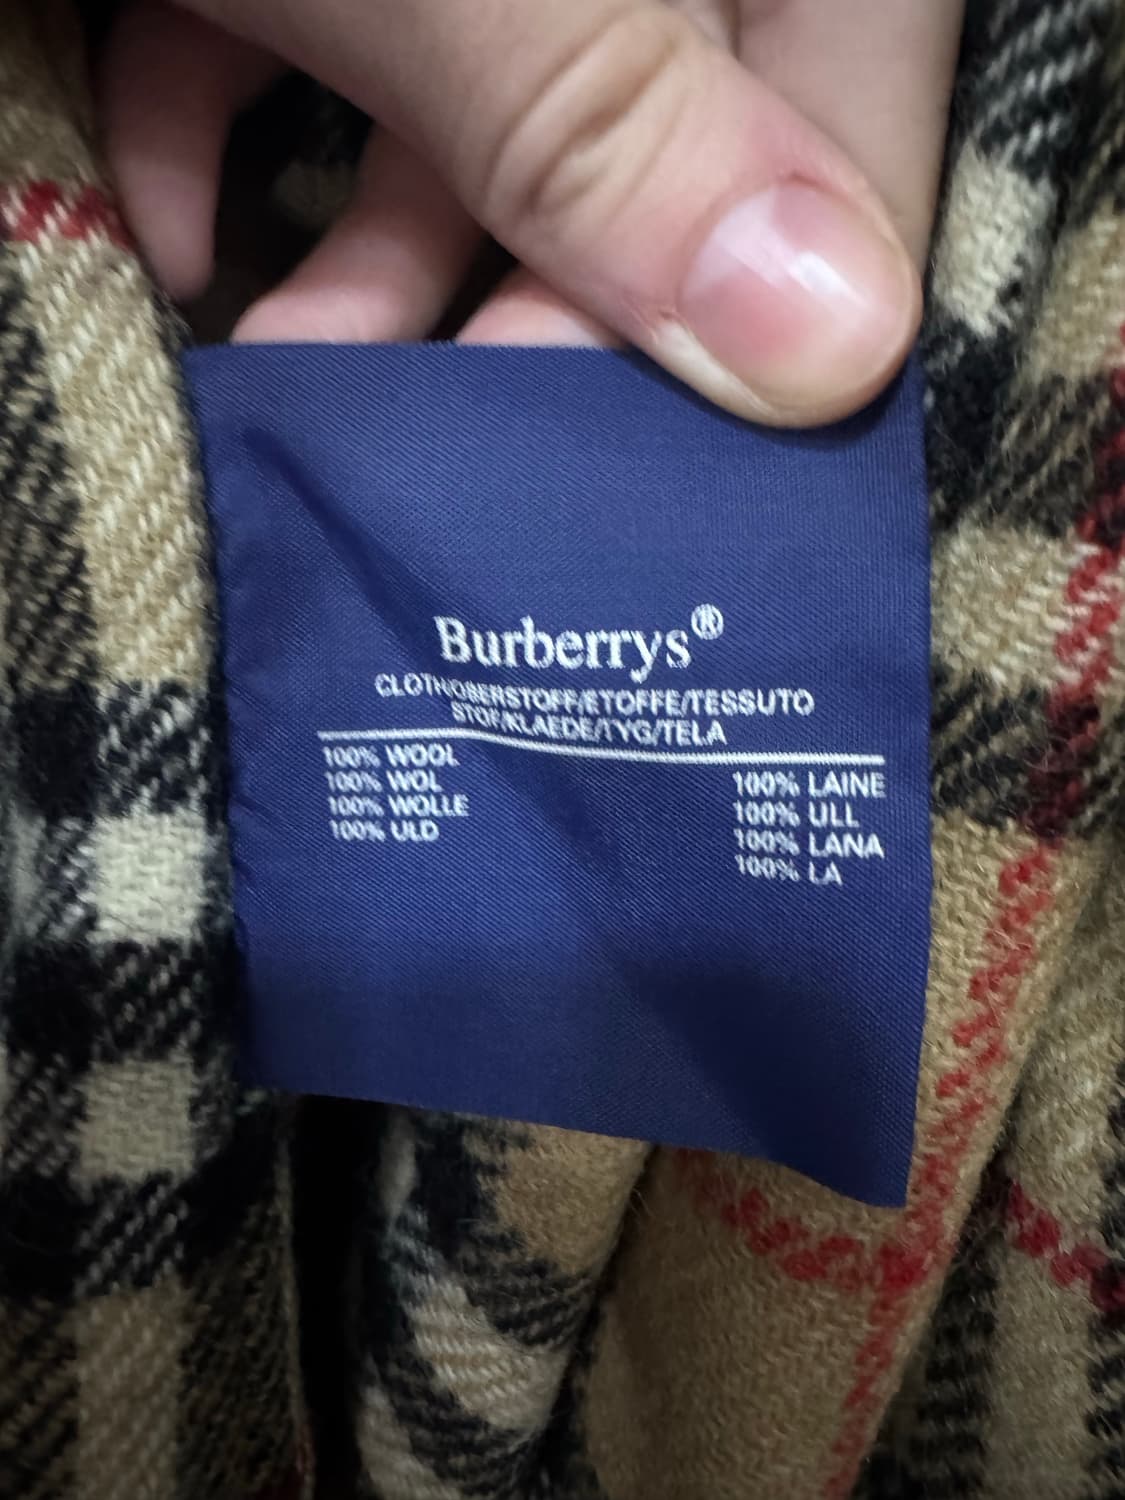 Burberrys®
CLOTH/OBERSTOFF/ETOFFE/TESSUTO
STOF/KLAEDE/TYG/TELA
100% WOOL
100% WOL
100% WOLLE
100% ULD
100% LAINE
100% ULL
100% LANA
100% LA